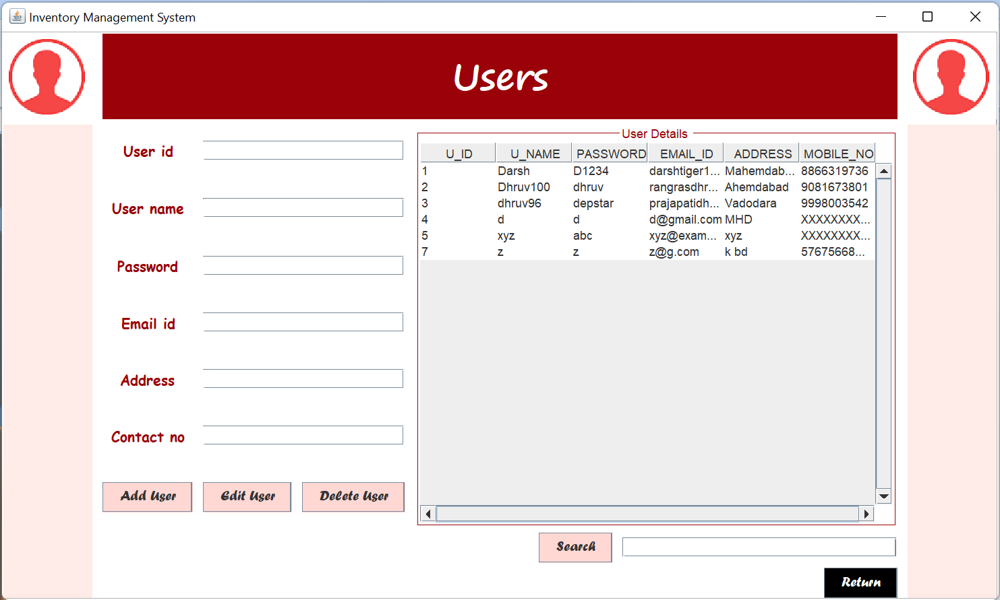 Inventory Management System
Users
User id
User name
Password
Email id
Address
Contact no
Add User Edit User Delete User
User Details
U_ID U_NAME PASSWORD EMAIL_ID ADDRESS MOBILE_NO
1 Darsh D1234 darshtiger1... Mahemdab... 8866319736
2 Dhruv100 dhruv rangrasdhr... Ahemdabad 9081673801
3 dhruv96 depstar prajapatidh... Vadodara 9998003542
4 d d d@gmail.com MHD XXXXXXXX...
5 xyz abc xyz@exam... xyz XXXXXXXX...
7 z z z@g.com k bd 57675668...
Search
Return